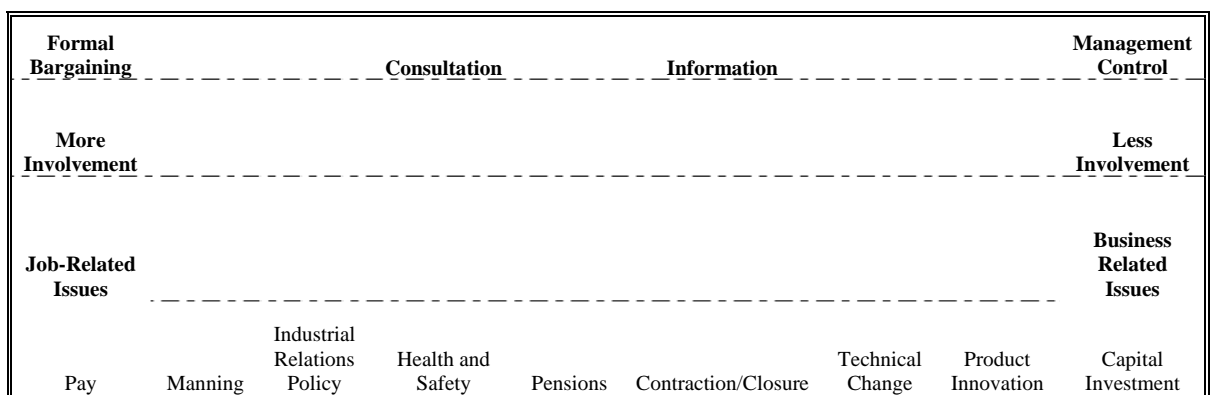 Formal Management
Bargaining Consultation Information Control
More Less
Involvement Involvement
Business
Job-Related Related
Issues Issues
Industrial
Relations Health and Technical Product Capital
Pay Manning Policy Safety Pensions Contraction/Closure Change Innovation Investment